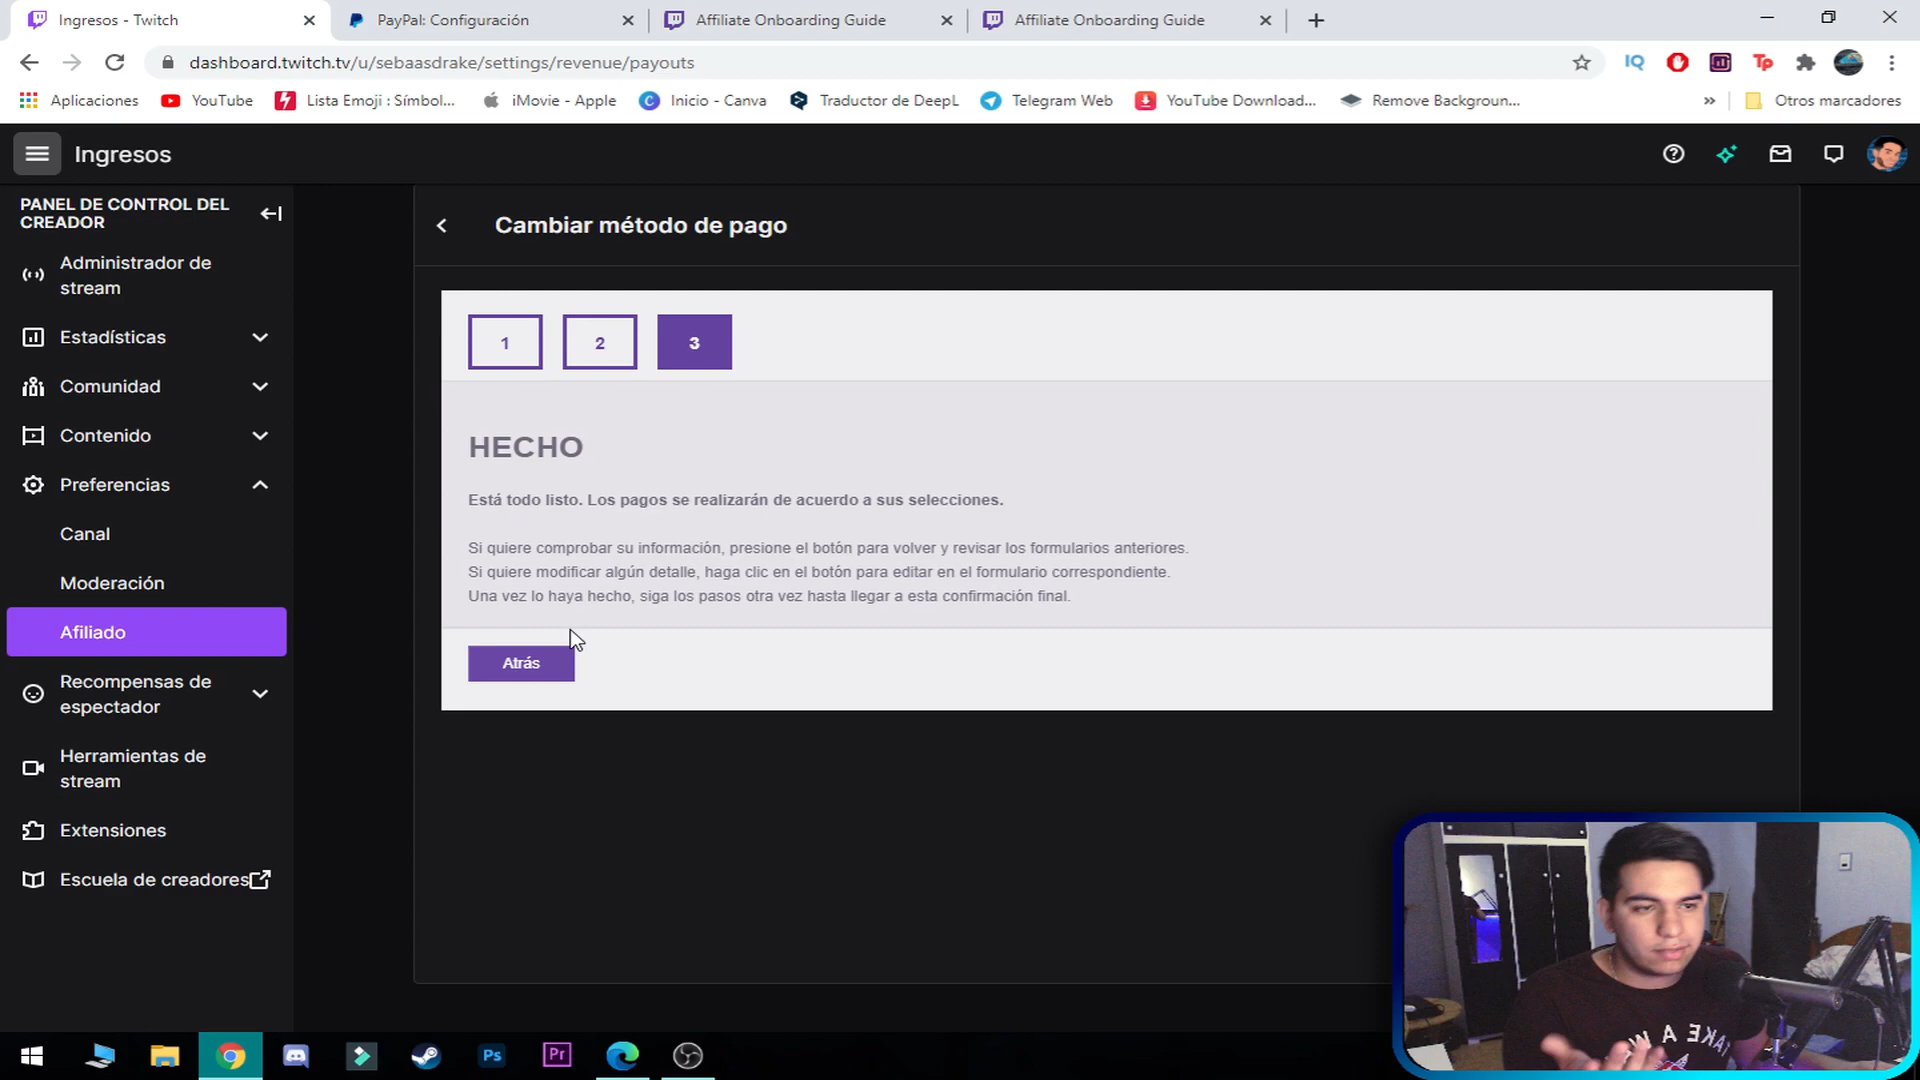 Ingresos - Twitch
PayPal: Configuración
Affiliate Onboarding Guide
Affiliate Onboarding Guide
dashboard.twitch.tv/u/sebaasdrake/settings/revenue/payouts
IQ
Tp
Aplicaciones
YouTube
Lista Emoji : Símbol...
iMovie - Apple
Inicio - Canva
Traductor de DeepL
Telegram Web
YouTube Download...
Remove Backgroun...
»
Otros marcadores
Ingresos
PANEL DE CONTROL DEL
CREADOR
Administrador de
stream
Estadísticas
Comunidad
Contenido
Preferencias
Canal
Moderación
Afiliado
Recompensas de
espectador
Herramientas de
stream
Extensiones
Escuela de creadores
Cambiar método de pago
1
2
3
HECHO
Está todo listo. Los pagos se realizarán de acuerdo a sus selecciones.
Si quiere comprobar su información, presione el botón para volver y revisar los formularios anteriores.
Si quiere modificar algún detalle, haga clic en el botón para editar en el formulario correspondiente.
Una vez lo haya hecho, siga los pasos otra vez hasta llegar a esta confirmación final.
Atrás
TAKE A W
Ps
Pr